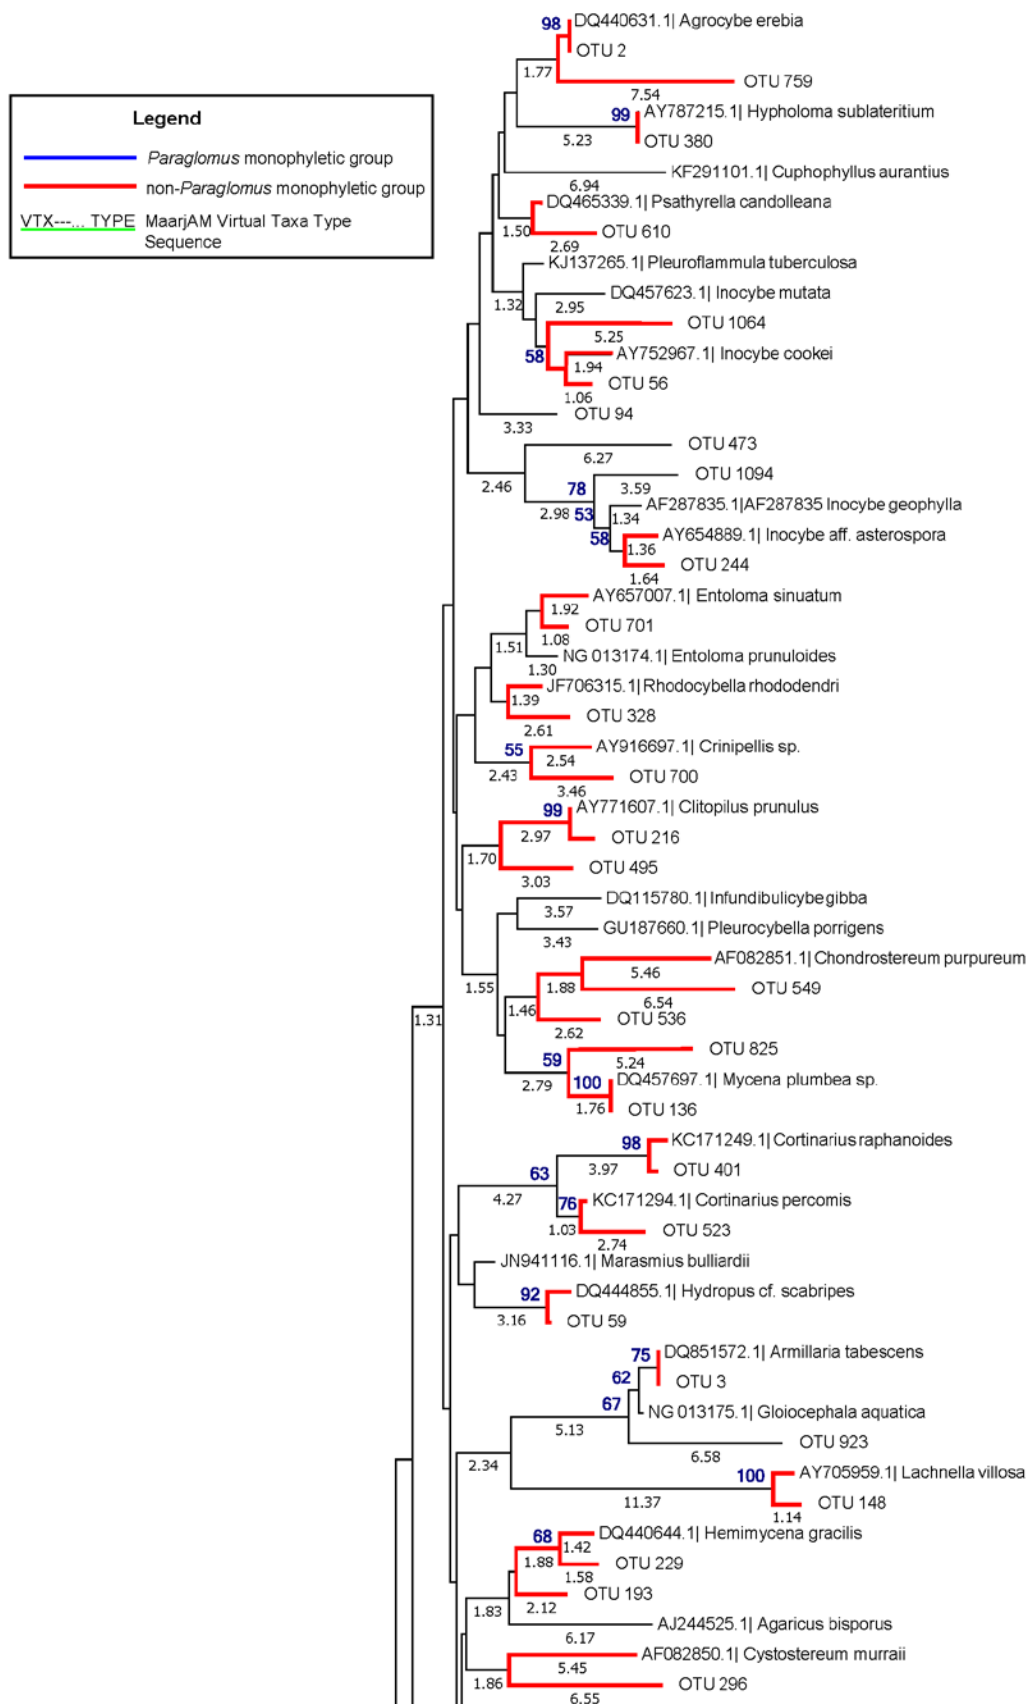 98
DQ440631.1| Agrocybe erebia
OTU 2
1.77
OTU 759
7.54
Legend
Paraglomus monophyletic group
non-Paraglomus monophyletic group
VTX---... TYPE MaarjAM Virtual Taxa Type
Sequence
99
AY787215.1| Hypholoma sublateritium
5.23
OTU 380
KF291101.1| Cuphophyllus aurantius
6.94
DQ465339.1| Psathyrella candolleana
1.50
OTU 610
2.69
KJ137265.1| Pleuroflammula tuberculosa
1.32
DQ457623.1| Inocybe mutata
2.95
OTU 1064
5.25
58
AY752967.1| Inocybe cookei
1.94
OTU 56
1.06
OTU 94
3.33
OTU 473
6.27
2.46
OTU 1094
78
3.59
2.98
53
AF287835.1|AF287835 Inocybe geophylla
1.34
58
AY654889.1| Inocybe aff. asterospora
1.36
OTU 244
1.64
AY657007.1| Entoloma sinuatum
1.92
OTU 701
1.08
1.51
NG 013174.1| Entoloma prunuloides
1.30
JF706315.1| Rhodocybella rhododendri
1.39
OTU 328
2.61
55
AY916697.1| Crinipellis sp.
2.54
2.43
OTU 700
3.46
99
AY771607.1| Clitopilus prunulus
2.97
OTU 216
1.70
OTU 495
3.03
DQ115780.1| Infundibulicybe gibba
3.57
GU187660.1| Pleurocybella porrigens
3.43
AF082851.1| Chondrostereum purpureum
5.46
1.55
1.88
OTU 549
6.54
1.46
OTU 536
2.62
1.31
OTU 825
59
5.24
2.79
100
DQ457697.1| Mycena plumbea sp.
1.76
OTU 136
98
KC171249.1| Cortinarius raphanoides
3.97
OTU 401
63
4.27
76
KC171294.1| Cortinarius percomis
1.03
OTU 523
2.74
JN941116.1| Marasmius bulliardii
92
DQ444855.1| Hydropus cf. scabripes
3.16
OTU 59
75
DQ851572.1| Armillaria tabescens
62
OTU 3
67
NG 013175.1| Gloiocephala aquatica
5.13
OTU 923
6.58
2.34
100
AY705959.1| Lachnella villosa
11.37
OTU 148
1.14
68
DQ440644.1| Hemimycena gracilis
1.42
1.88
OTU 229
1.58
OTU 193
2.12
1.83
AJ244525.1| Agaricus bisporus
6.17
AF082850.1| Cystostereum murraii
5.45
1.86
OTU 296
6.55